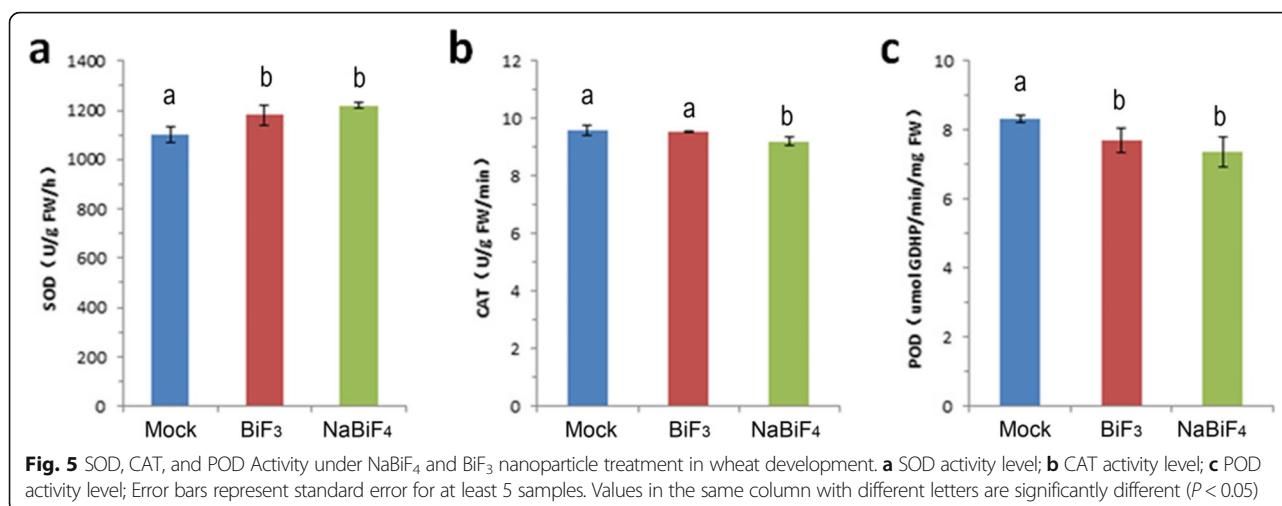 a
b
c
1400
1200
1000
800
600
400
200
0
SOD（U/g FW/h）
a
b
b
Mock
BiF₃
NaBiF₄
12
10
8
6
4
2
0
CAT（U/g FW/min）
a
a
b
Mock
BiF₃
NaBiF₄
10
8
6
4
2
0
POD（umol GDHP/min/mg FW）
a
b
b
Mock
BiF₃
NaBiF₄
Fig. 5 SOD, CAT, and POD Activity under NaBiF₄ and BiF₃ nanoparticle treatment in wheat development. a SOD activity level; b CAT activity level; c POD
activity level; Error bars represent standard error for at least 5 samples. Values in the same column with different letters are significantly different (P < 0.05)